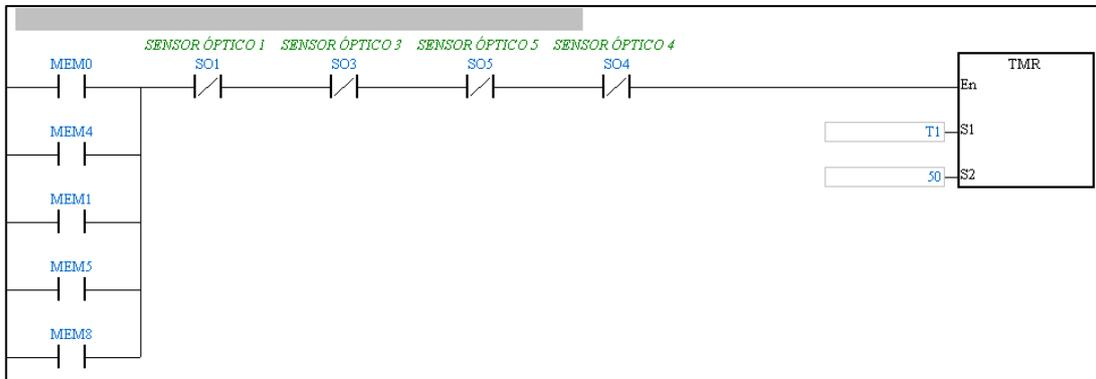 SENSOR ÓPTICO 1 SENSOR ÓPTICO 3 SENSOR ÓPTICO 5 SENSOR ÓPTICO 4
MEM0 SO1 SO3 SO5 SO4 TMR
En
MEM4 T1 S1
50 S2
MEM1
MEM5
MEM8